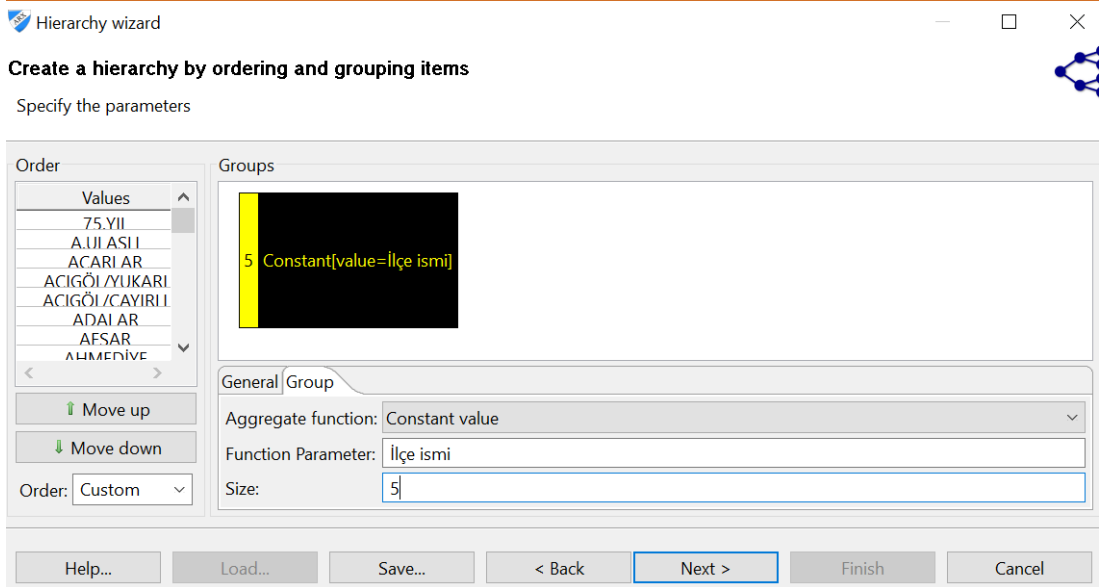 Hierarchy wizard
Create a hierarchy by ordering and grouping items
Specify the parameters
Order
Groups
Values
75.YIL
A.ULAŞLI
ACARLAR
ACIGÖL/YUKARI
ACIGÖL/ÇAYIRLI
ADALAR
AFŞAR
AHMEDİYE
5 Constant[value=İlçe ismi]
General Group
Aggregate function: Constant value
Function Parameter: İlçe ismi
Size: 5
Move up
Move down
Order: Custom
Help... Load... Save... < Back Next > Finish Cancel